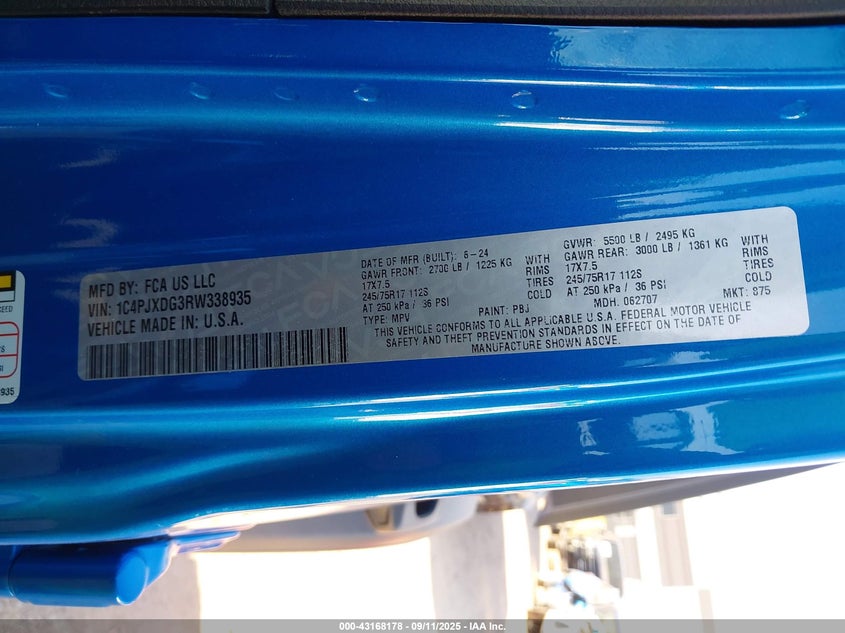 MFD BY: FCA US LLC
VIN: 1C4PJXDG3RW338935
VEHICLE MADE IN: U.S.A.
DATE OF MFR (BUILT): 6-24
GAWR FRONT: 2700 LB / 1225 KG WITH
17X7.5 RIMS
245/75R17 112S TIRES
AT 250 kPa / 36 PSI COLD
TYPE: MPV PAINT: PBJ
GVWR: 5500 LB / 2495 KG
GAWR REAR: 3000 LB / 1361 KG WITH
17X7.5 RIMS
245/75R17 112S TIRES
AT 250 kPa / 36 PSI COLD
MDH: 062707 MKT: 875
THIS VEHICLE CONFORMS TO ALL APPLICABLE U.S.A. FEDERAL MOTOR VEHICLE
SAFETY AND THEFT PREVENTION STANDARDS IN EFFECT ON THE DATE OF
MANUFACTURE SHOWN ABOVE.
CEED
SI
935
000-43168178 - 09/11/2025 - IAA Inc.